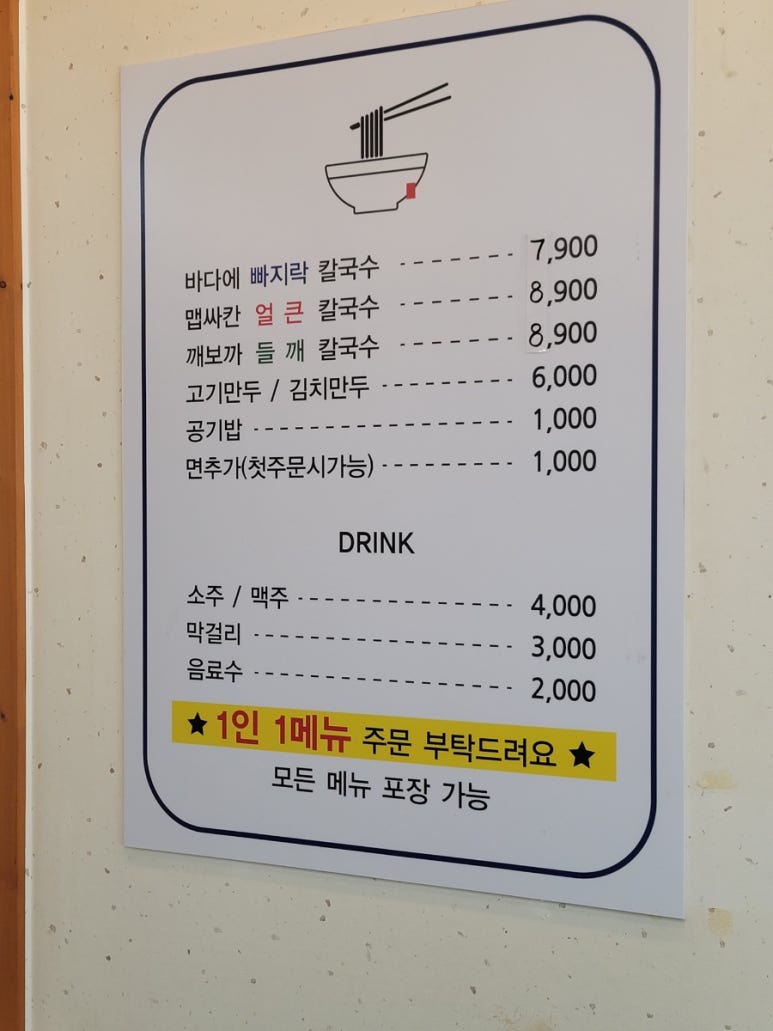 바다에 빠지락 칼국수 ------- 7,900
맵싸칸 얼큰 칼국수 ------- 8,900
깨보까 들깨 칼국수 ------- 8,900
고기만두 / 김치만두 --------- 6,000
공기밥 ------------------ 1,000
면추가(첫주문시가능) --------- 1,000
DRINK
소주 / 맥주 --------------- 4,000
막걸리 ------------------ 3,000
음료수 ------------------ 2,000
★ 1인 1메뉴 주문 부탁드려요 ★
모든 메뉴 포장 가능